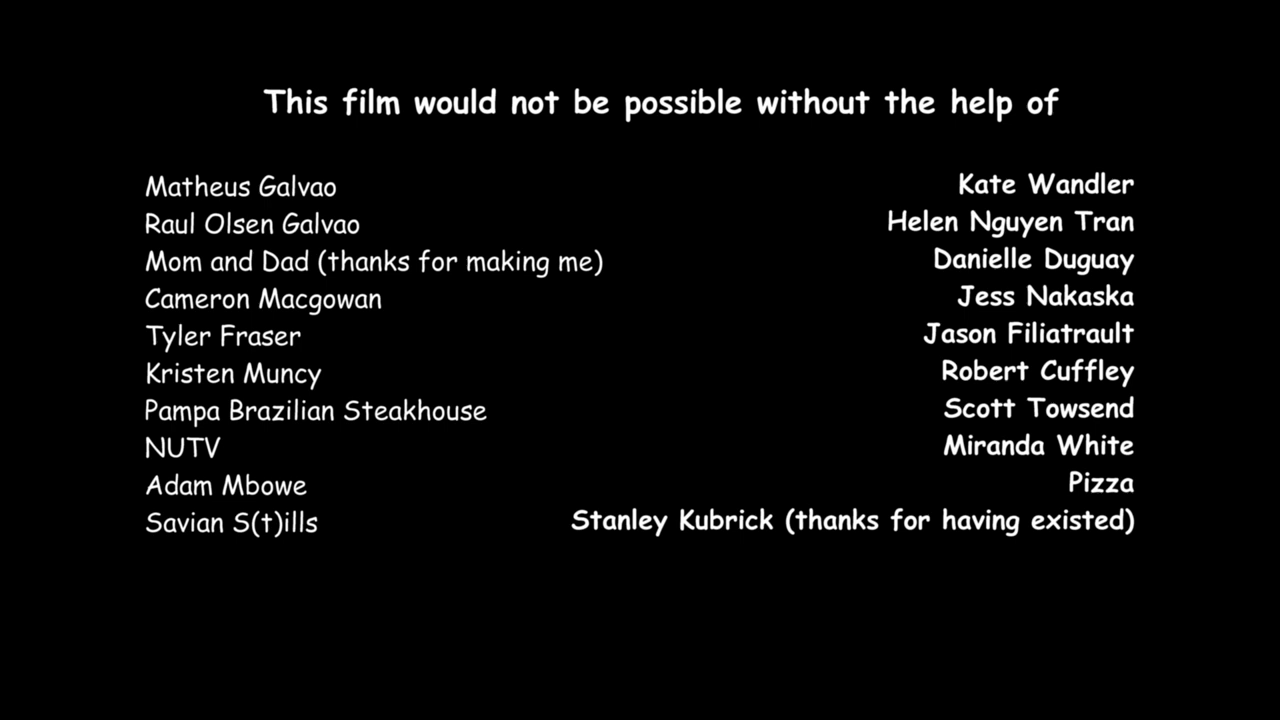 This film would not be possible without the help of
Matheus Galvao
Raul Olsen Galvao
Mom and Dad (thanks for making me)
Cameron Macgowan
Tyler Fraser
Kristen Muncy
Pampa Brazilian Steakhouse
NUTV
Adam Mbowe
Savian S(t)ills
Kate Wandler
Helen Nguyen Tran
Danielle Duguay
Jess Nakaska
Jason Filiatrault
Robert Cuffley
Scott Towsend
Miranda White
Pizza
Stanley Kubrick (thanks for having existed)